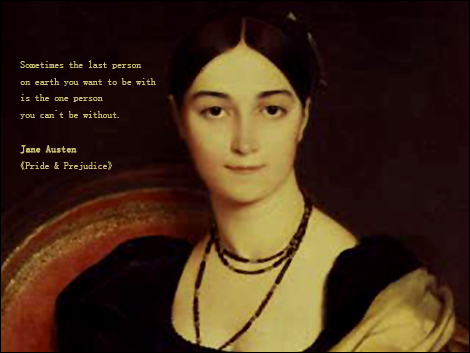 Sometimes the last person
on earth you want to be with
is the one person
you can't be without.
Jane Austen
《Pride & Prejudice》